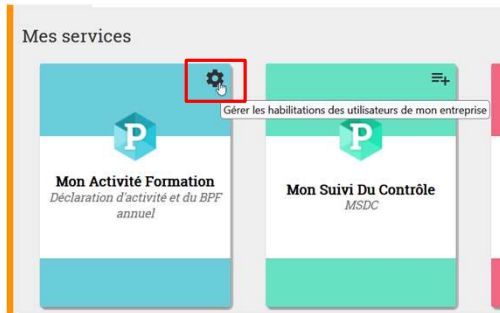 Mes services
Gérer les habilitations des utilisateurs de mon entreprise
P
P
Mon Activité Formation
Déclaration d'activité et du BPF
annuel
Mon Suivi Du Contrôle
MSDC